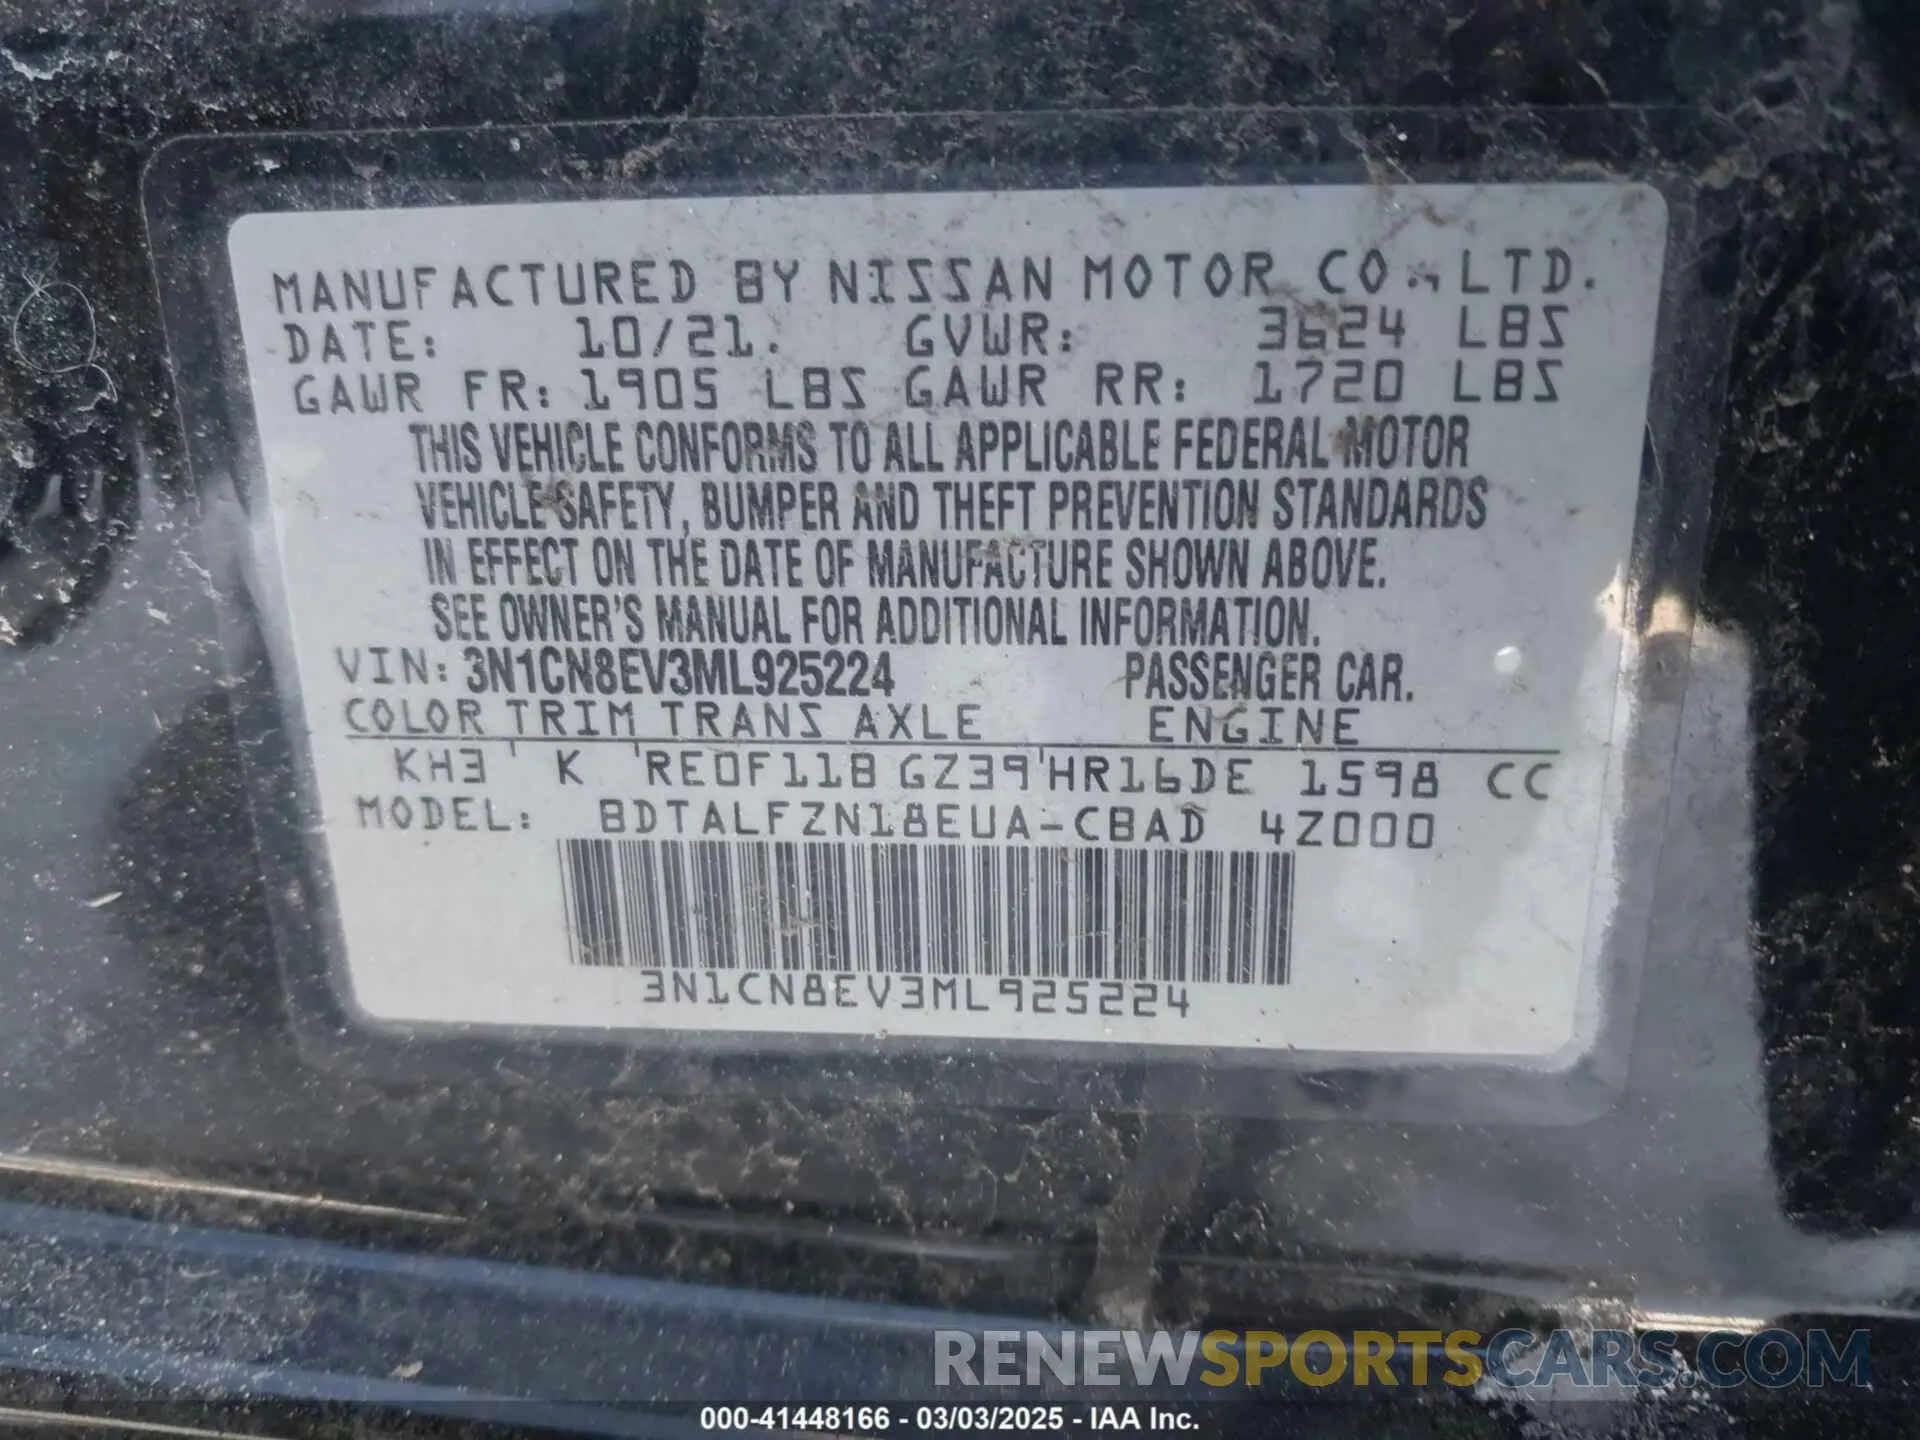 MANUFACTURED BY NISSAN MOTOR CO., LTD.
DATE: 10/21. GVWR: 3624 LBS
GAWR FR: 1905 LBS GAWR RR: 1720 LBS
THIS VEHICLE CONFORMS TO ALL APPLICABLE FEDERAL MOTOR
VEHICLE SAFETY, BUMPER AND THEFT PREVENTION STANDARDS
IN EFFECT ON THE DATE OF MANUFACTURE SHOWN ABOVE.
SEE OWNER'S MANUAL FOR ADDITIONAL INFORMATION.
VIN: 3N1CN8EV3ML925224 PASSENGER CAR.
COLOR TRIM TRANS AXLE ENGINE
KH3 ' K 'RE0F11B GZ39'HR16DE 1598 CC
MODEL: BDTALFZN18EUA-CBAD 4Z000
3N1CN8EV3ML925224
RENEWSPORTSCARS.COM
000-41448166 - 03/03/2025 - IAA Inc.